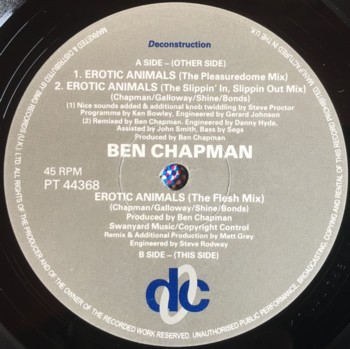 Deconstruction
A SIDE – (OTHER SIDE)
1. EROTIC ANIMALS (The Pleasuredome Mix)
2. EROTIC ANIMALS (The Slippin' In, Slippin Out Mix)
(Chapman/Galloway/Shine/Bonds)
(1) Nice sounds added & additional knob twiddling by Steve Proctor
Programme by Ken Bowley, Engineered by Gerard Johnson
(2) Remixed by Ben Chapman. Engineered by Danny Hyde,
Assisted by John Smith, Bass by Segs
Produced by Ben Chapman
BEN CHAPMAN
45 RPM
PT 44368
EROTIC ANIMALS (The Flesh Mix)
(Chapman/Galloway/Shine/Bonds)
Produced by Ben Chapman
Swanyard Music/Copyright Control
Remix & Additional Production by Matt Grey
Engineered by Steve Rodway
B SIDE – (THIS SIDE)
dc
MARKETED & DISTRIBUTED BY BMG RECORDS (U.K.) LTD. ALL RIGHTS OF THE PRODUCER AND OF THE OWNER OF THE RECORDED WORK RESERVED. UNAUTHORISED PUBLIC PERFORMANCE, BROADCASTING, COPYING AND HIRE OR RENTAL PROHIBITED. MANUFACTURED IN THE U.K.